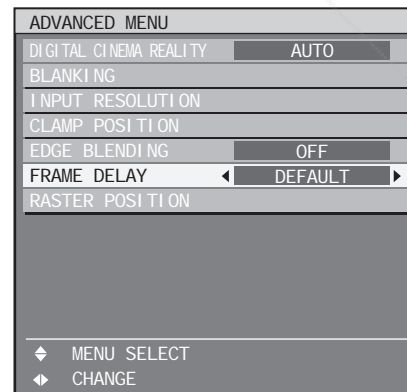 ADVANCED MENU
DIGITAL CINEMA REALITY AUTO
BLANKING
INPUT RESOLUTION
CLAMP POSITION
EDGE BLENDING OFF
FRAME DELAY DEFAULT
RASTER POSITION
MENU SELECT
CHANGE